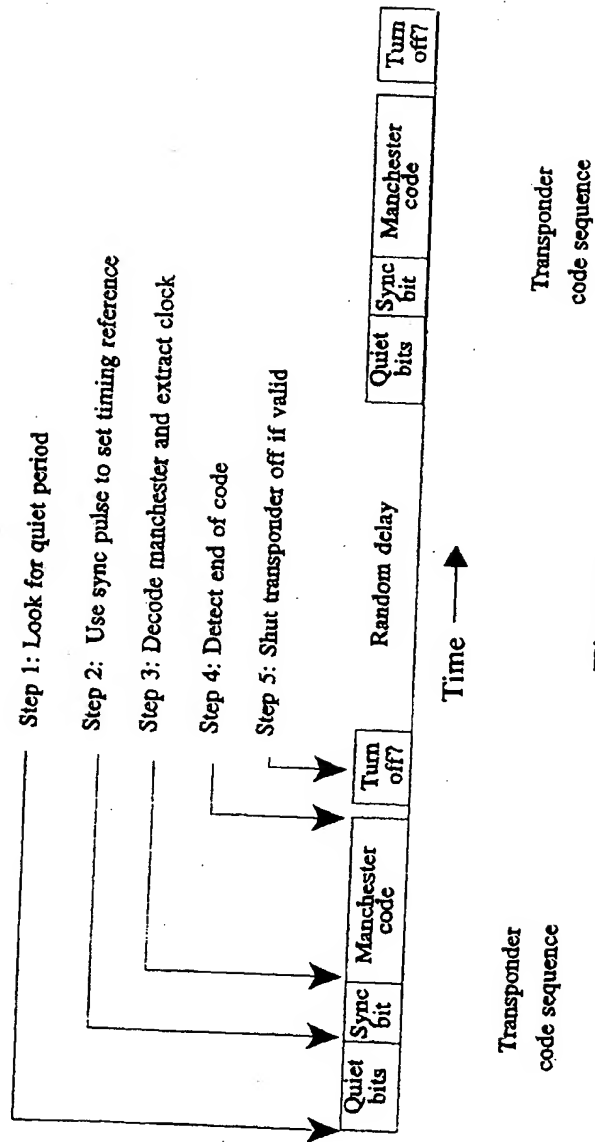 Step 1: Look for quiet period
Step 2: Use sync pulse to set timing reference
Step 3: Decode manchester and extract clock
Step 4: Detect end of code
Step 5: Shut transponder off if valid
Quiet
bits
Sync
bit
Manchester
code
Turn
off?
Random delay
Quiet
bits
Sync
bit
Manchester
code
Turn
off?
Time
Transponder
code sequence
Transponder
code sequence